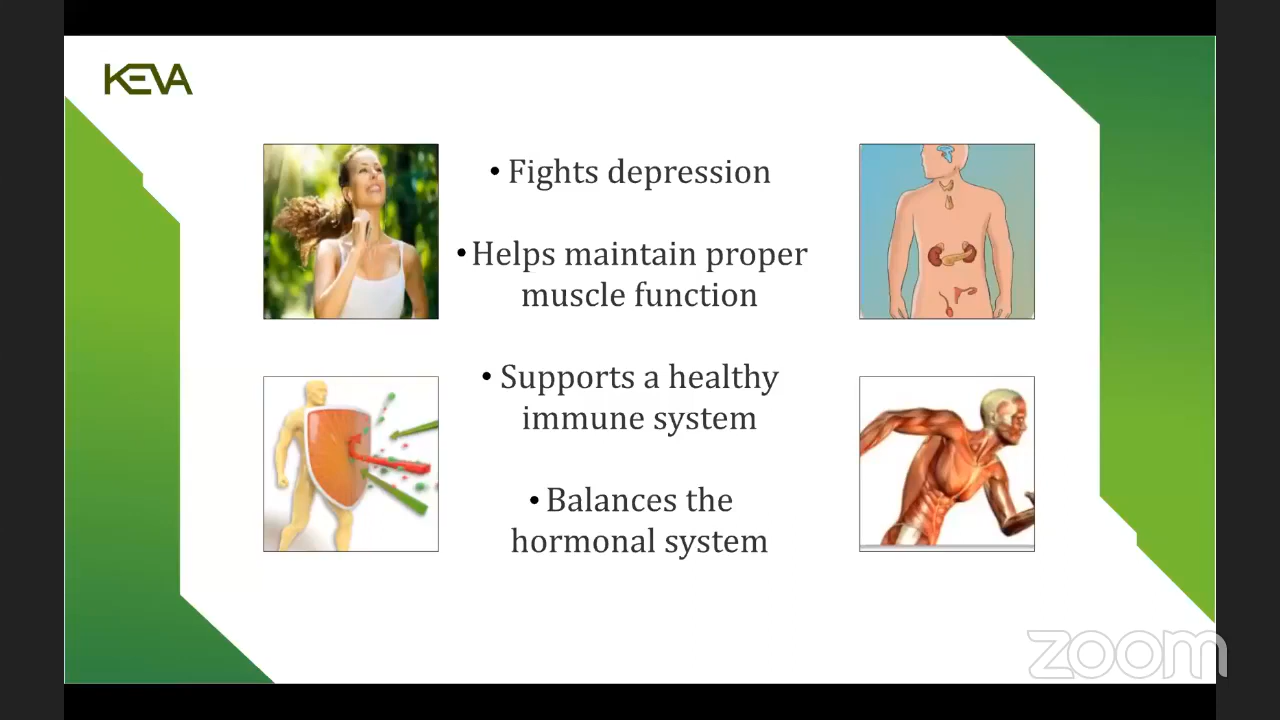 KEVA
• Fights depression
• Helps maintain proper
muscle function
• Supports a healthy
immune system
• Balances the
hormonal system
zoom